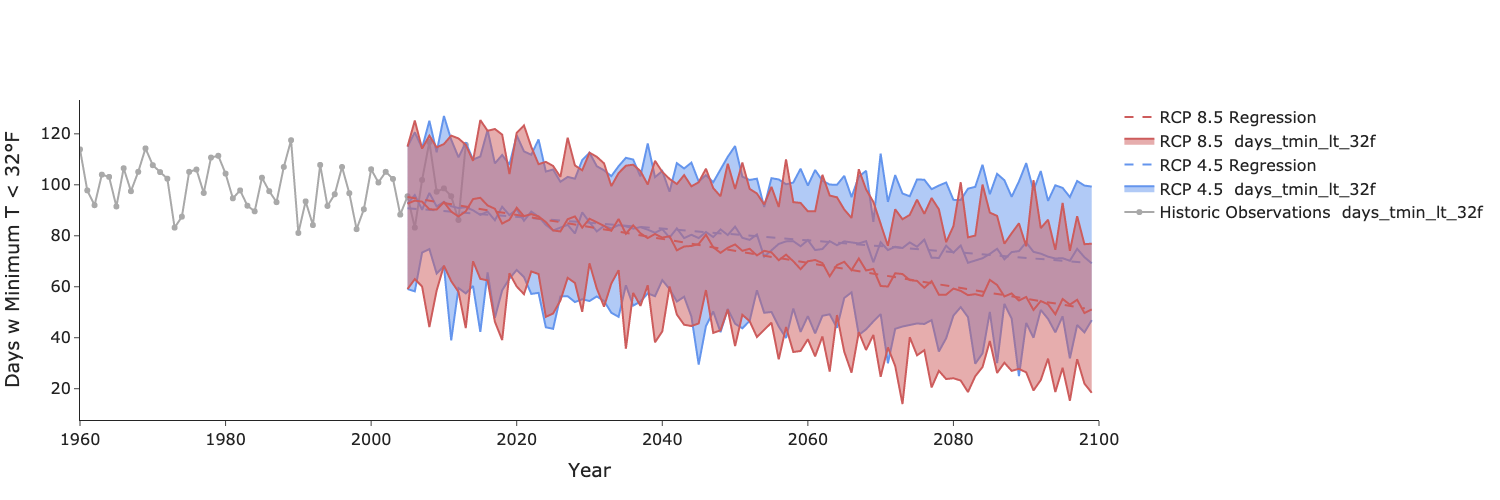 Days w Minimum T < 32°F
120
100
80
60
40
20
1960
1980
2000
2020
2040
2060
2080
2100
Year
RCP 8.5 Regression
RCP 8.5  days_tmin_lt_32f
RCP 4.5 Regression
RCP 4.5  days_tmin_lt_32f
Historic Observations  days_tmin_lt_32f